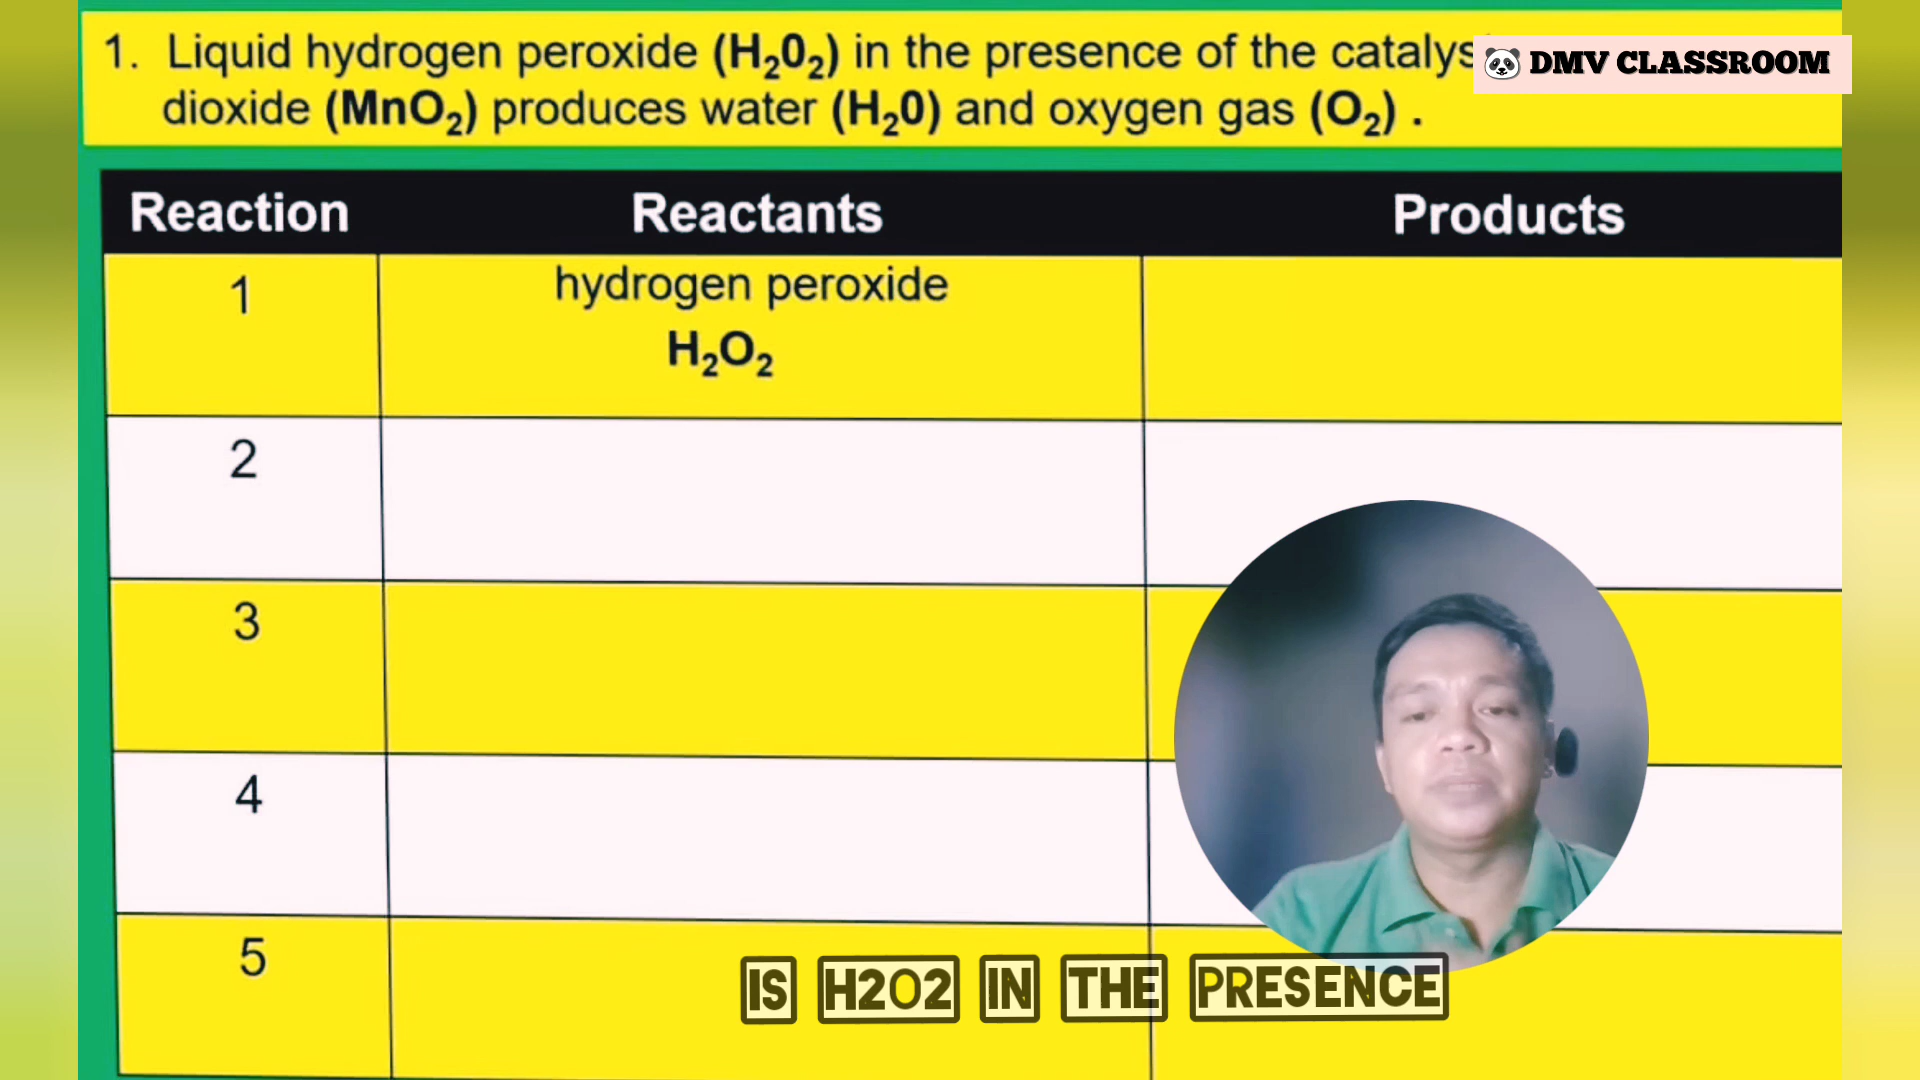 1. Liquid hydrogen peroxide (H₂0₂) in the presence of the catalys
🐼 DMV CLASSROOM
dioxide (MnO₂) produces water (H₂0) and oxygen gas (O₂) .
Reaction Reactants Products
1 hydrogen peroxide
H₂O₂
2
3
4
5
IS H2O2 IN THE PRESENCE